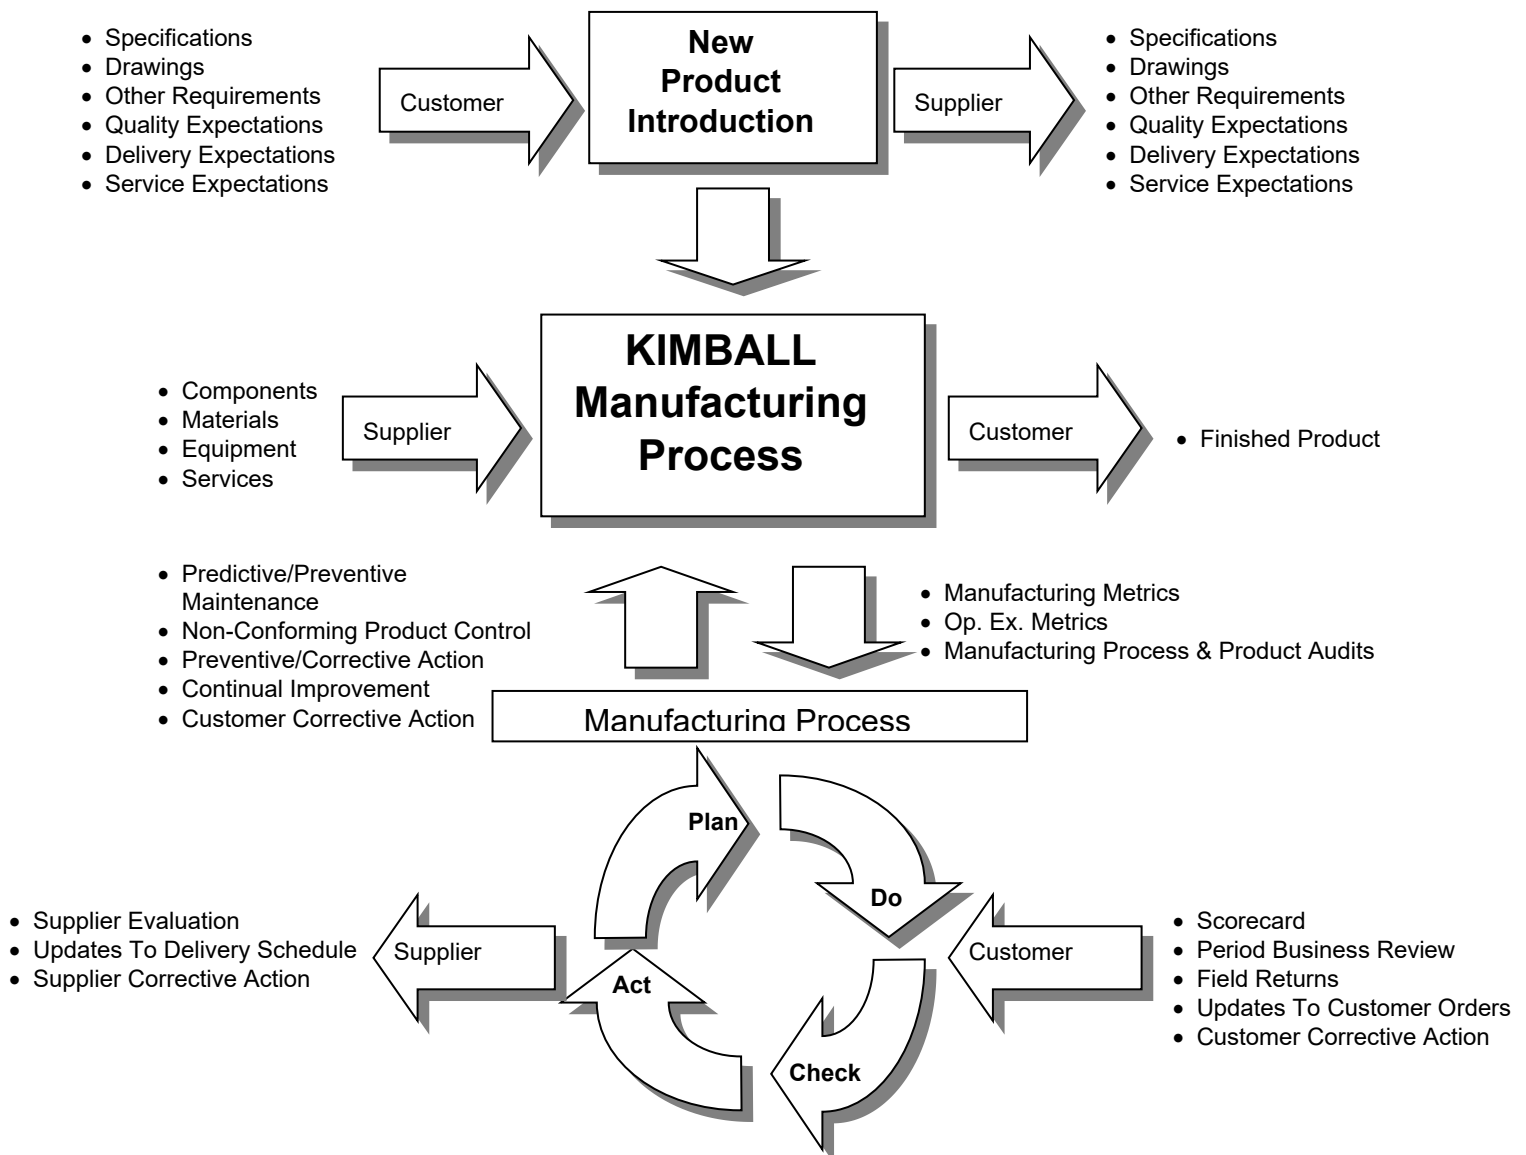 • Specifications
• Drawings
• Other Requirements
• Quality Expectations
• Delivery Expectations
• Service Expectations
Customer
New
Product
Introduction
Supplier
• Specifications
• Drawings
• Other Requirements
• Quality Expectations
• Delivery Expectations
• Service Expectations
• Components
• Materials
• Equipment
• Services
Supplier
KIMBALL
Manufacturing
Process
Customer
• Finished Product
• Predictive/Preventive
Maintenance
• Non-Conforming Product Control
• Preventive/Corrective Action
• Continual Improvement
• Customer Corrective Action
• Manufacturing Metrics
• Op. Ex. Metrics
• Manufacturing Process & Product Audits
Manufacturing Process
Plan
Do
Check
Act
• Supplier Evaluation
• Updates To Delivery Schedule
• Supplier Corrective Action
Supplier
Customer
• Scorecard
• Period Business Review
• Field Returns
• Updates To Customer Orders
• Customer Corrective Action